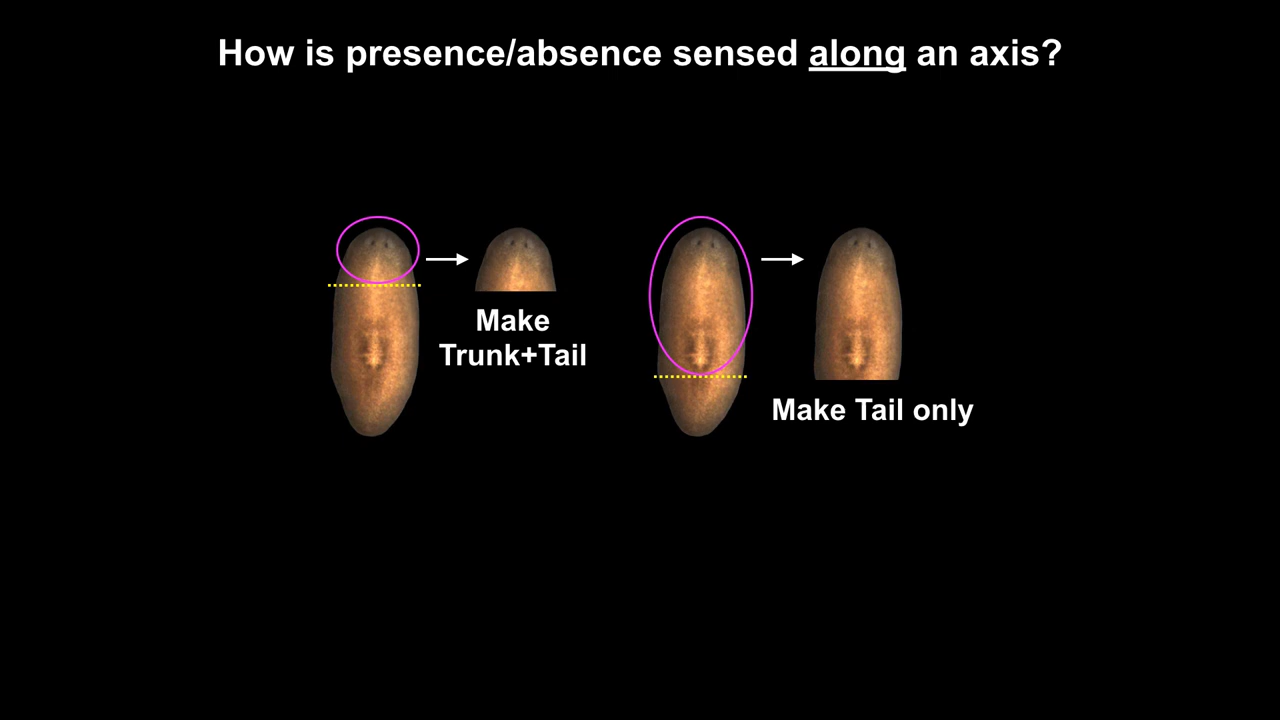 How is presence/absence sensed along an axis?
Make
Trunk+Tail
Make Tail only